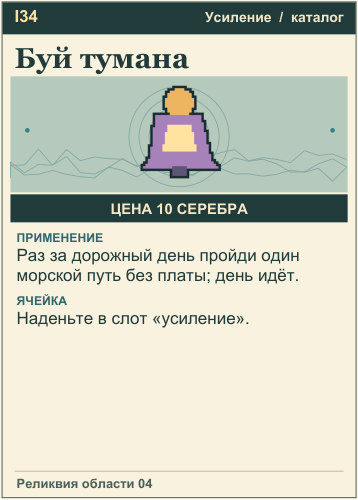 I34
Усиление / каталог
Буй тумана
ЦЕНА 10 СЕРЕБРА
ПРИМЕНЕНИЕ
Раз за дорожный день пройди один
морской путь без платы; день идёт.
ЯЧЕЙКА
Наденьте в слот «усиление».
Реликвия области 04